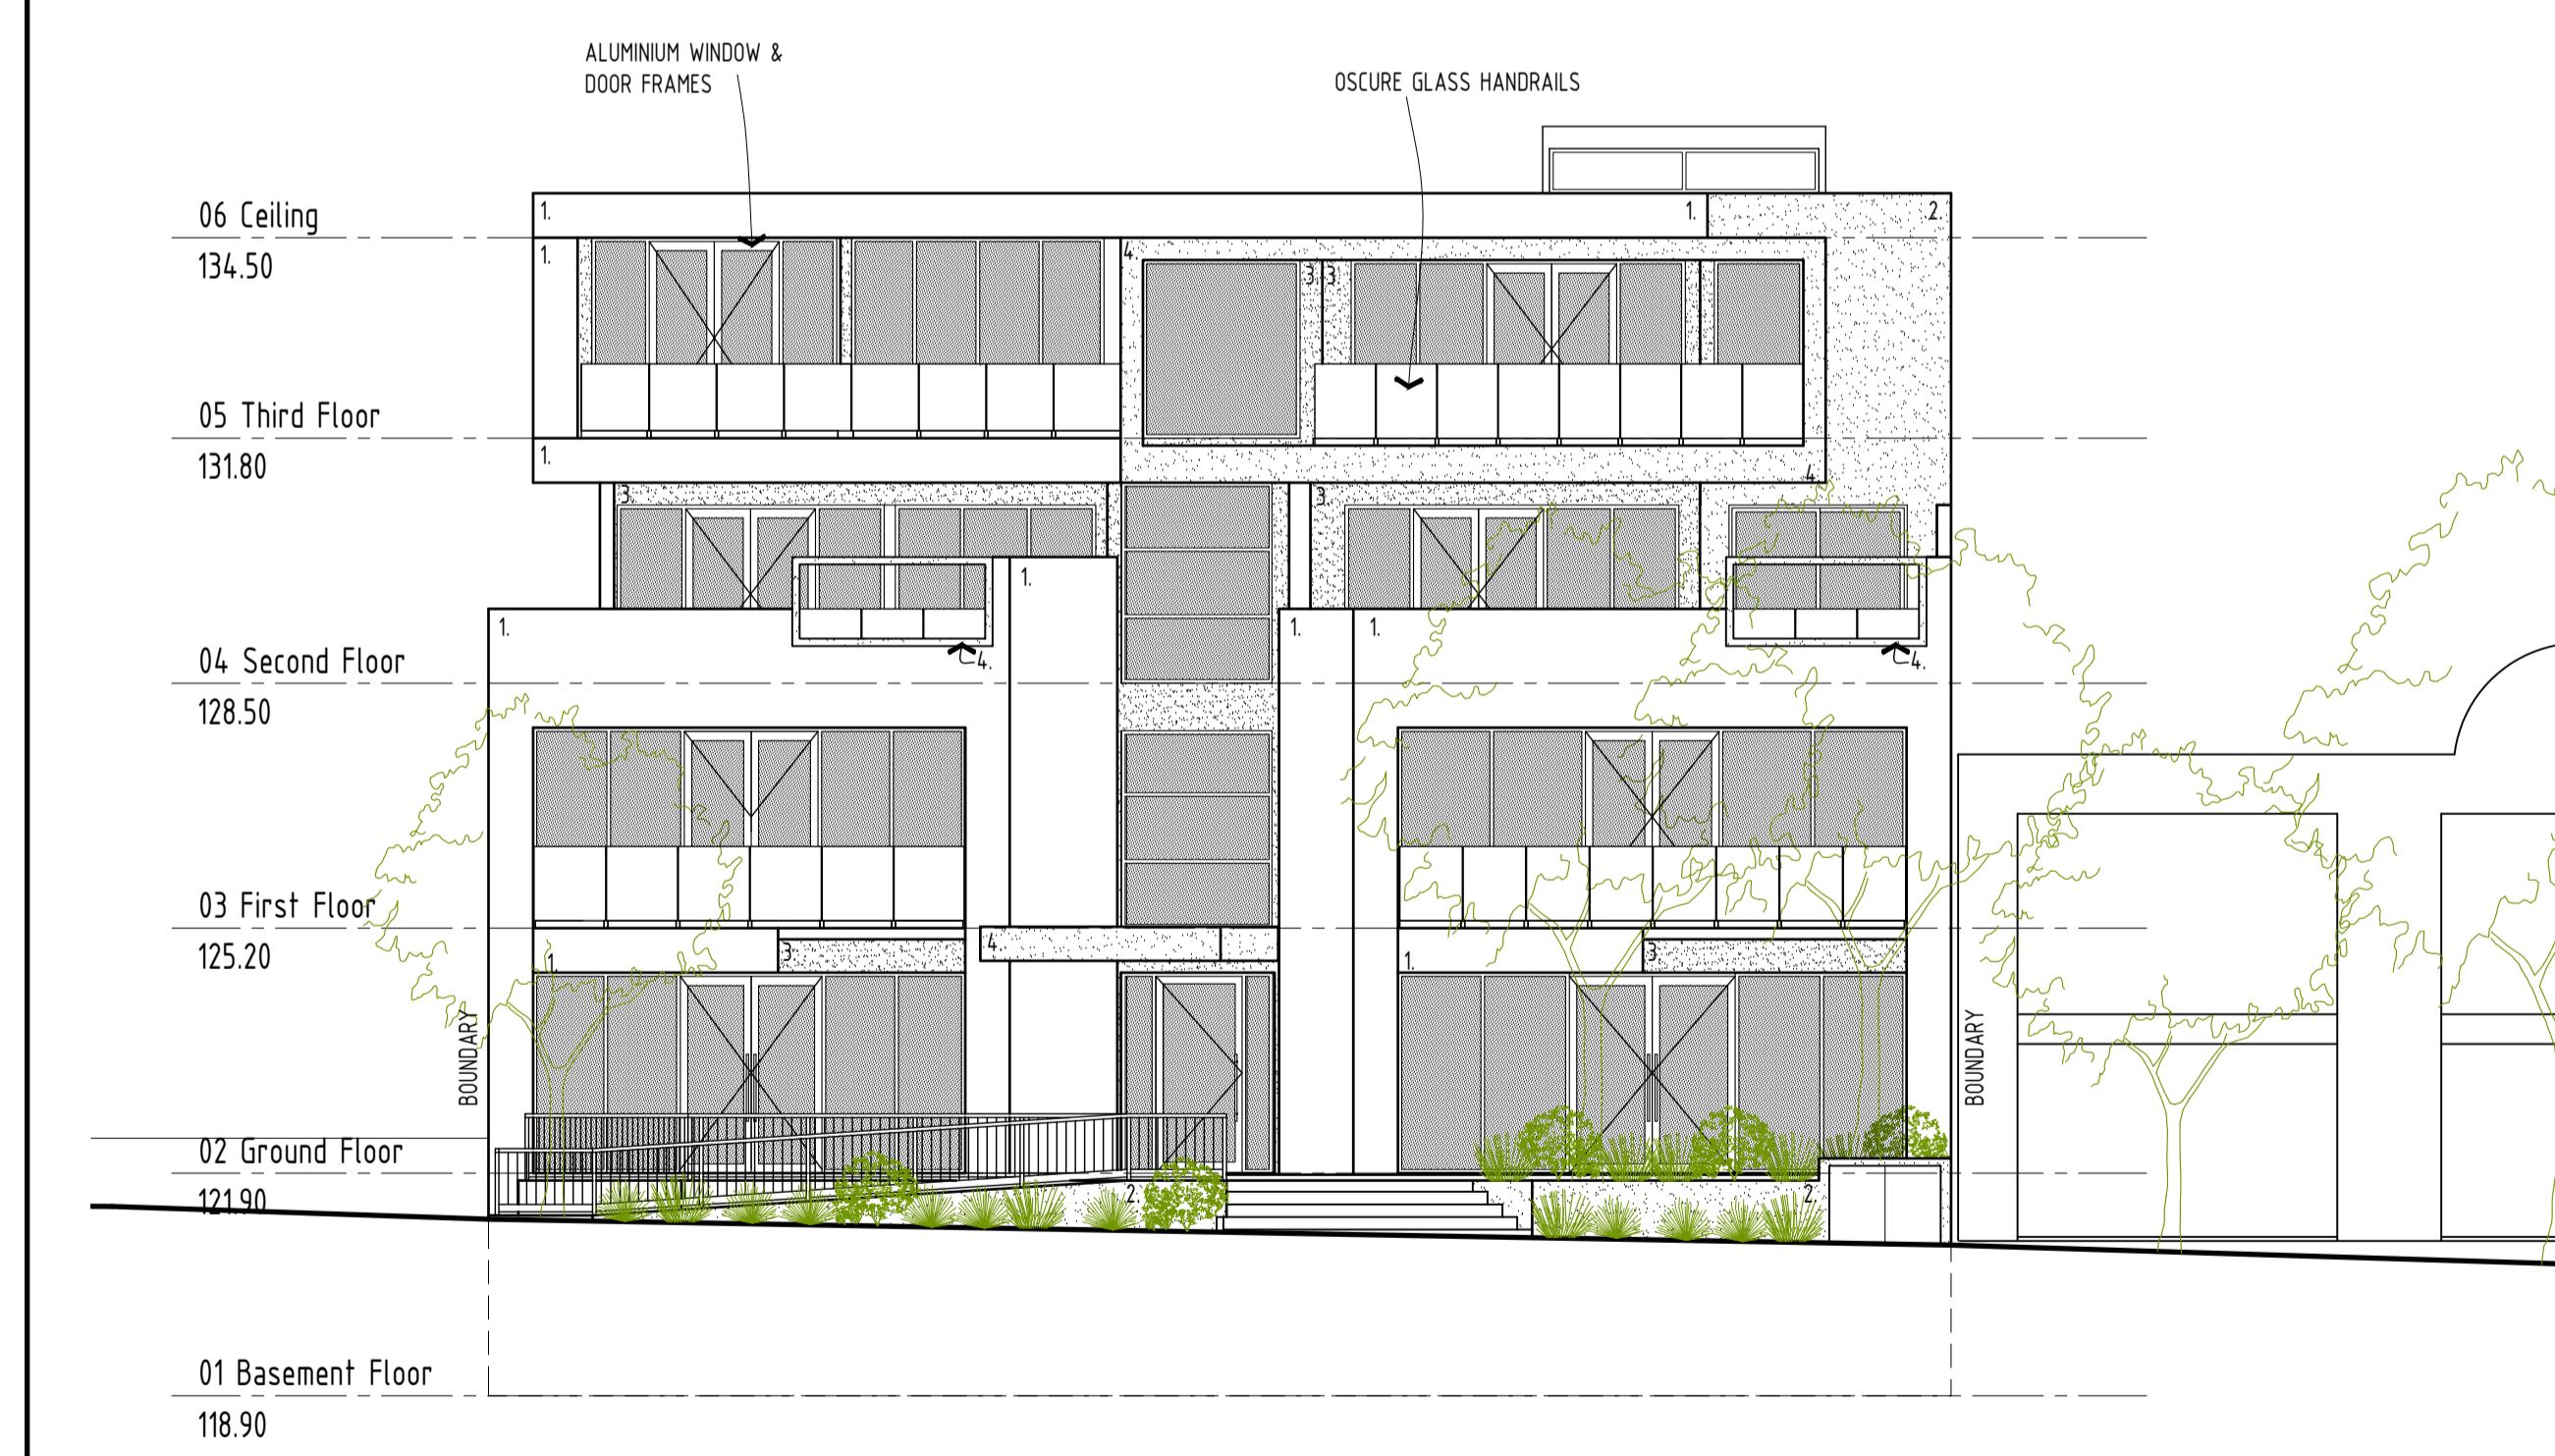 ALUMINIUM WINDOW &
DOOR FRAMES
OSCURE GLASS HANDRAILS
06 Ceiling
134.50
1.
1.
2.
1.
4.
3.
3
05 Third Floor
131.80
1.
4.
3.
3.
1.
04 Second Floor
128.50
1.
1.
1.
4.
4.
03 First Floor
125.20
1.
3
4.
1.
3
BOUNDARY
BOUNDARY
02 Ground Floor
121.90
2.
2.
01 Basement Floor
118.90